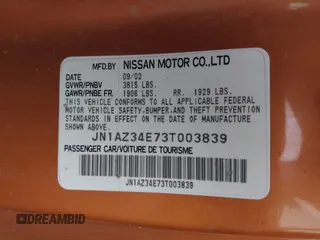 MFD.BY NISSAN MOTOR CO.,LTD
DATE 09/02
GVWR/PNBV 3815 LBS.
GAWR/PNBE FR. 1906 LBS. RR. 1929 LBS.
THIS VEHICLE CONFORMS TO ALL APPLICABLE FEDERAL
MOTOR VEHICLE SAFETY,BUMPER,AND THEFT PREVENTION
STANDARDS IN EFFECT ON THE DATE OF
MANUFACTURE SHOWN ABOVE.
JN1AZ34E73T003839
PASSENGER CAR/VOITURE DE TOURISME
JN1AZ34E73T003839
DREAMBID